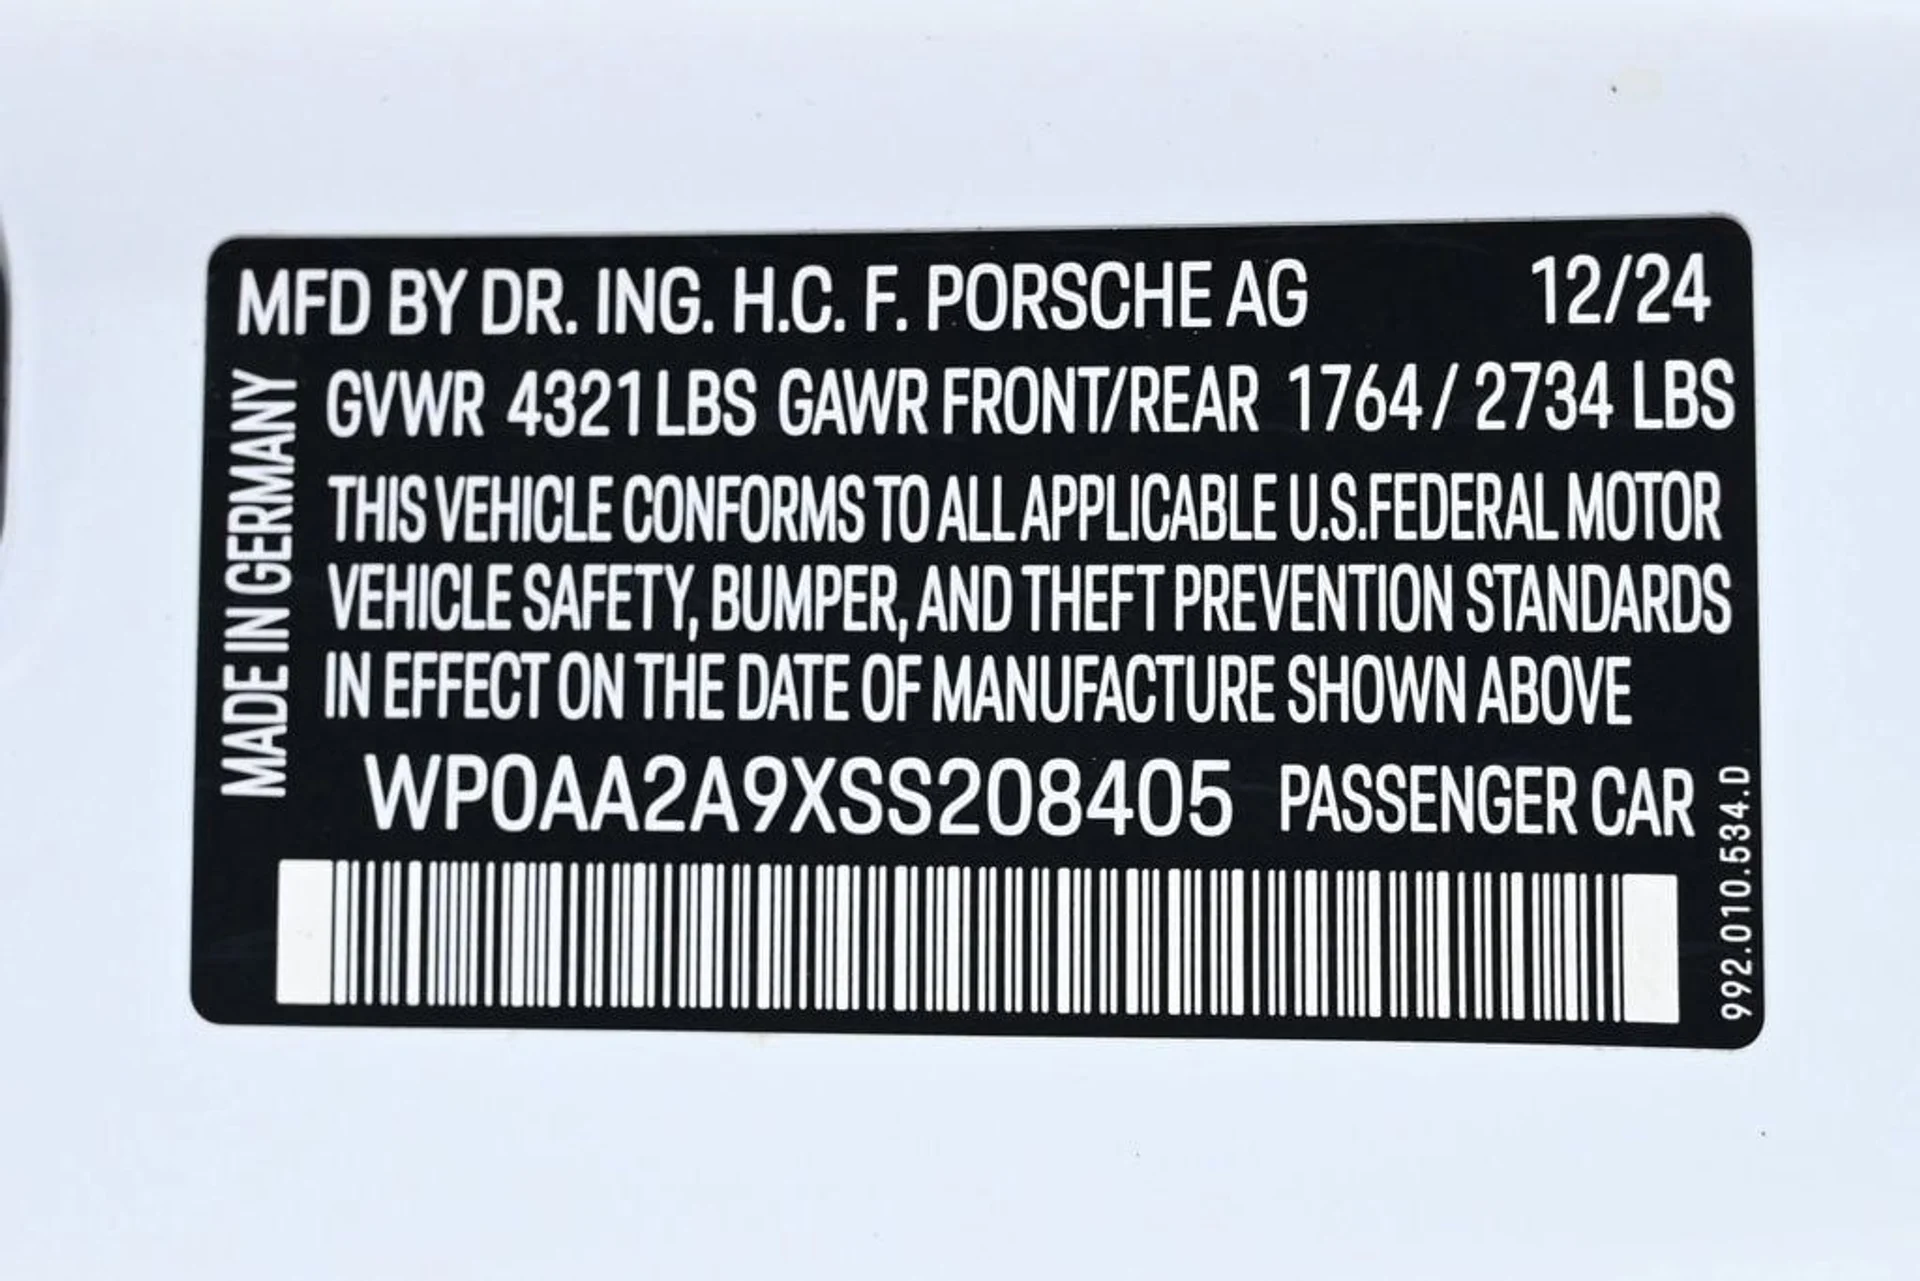 MFD BY DR. ING. H.C. F. PORSCHE AG 12/24
MADE IN GERMANY
GVWR 4321 LBS GAWR FRONT/REAR 1764 / 2734 LBS
THIS VEHICLE CONFORMS TO ALL APPLICABLE U.S.FEDERAL MOTOR
VEHICLE SAFETY, BUMPER, AND THEFT PREVENTION STANDARDS
IN EFFECT ON THE DATE OF MANUFACTURE SHOWN ABOVE
WP0AA2A9XSS208405 PASSENGER CAR
992.010.534.D